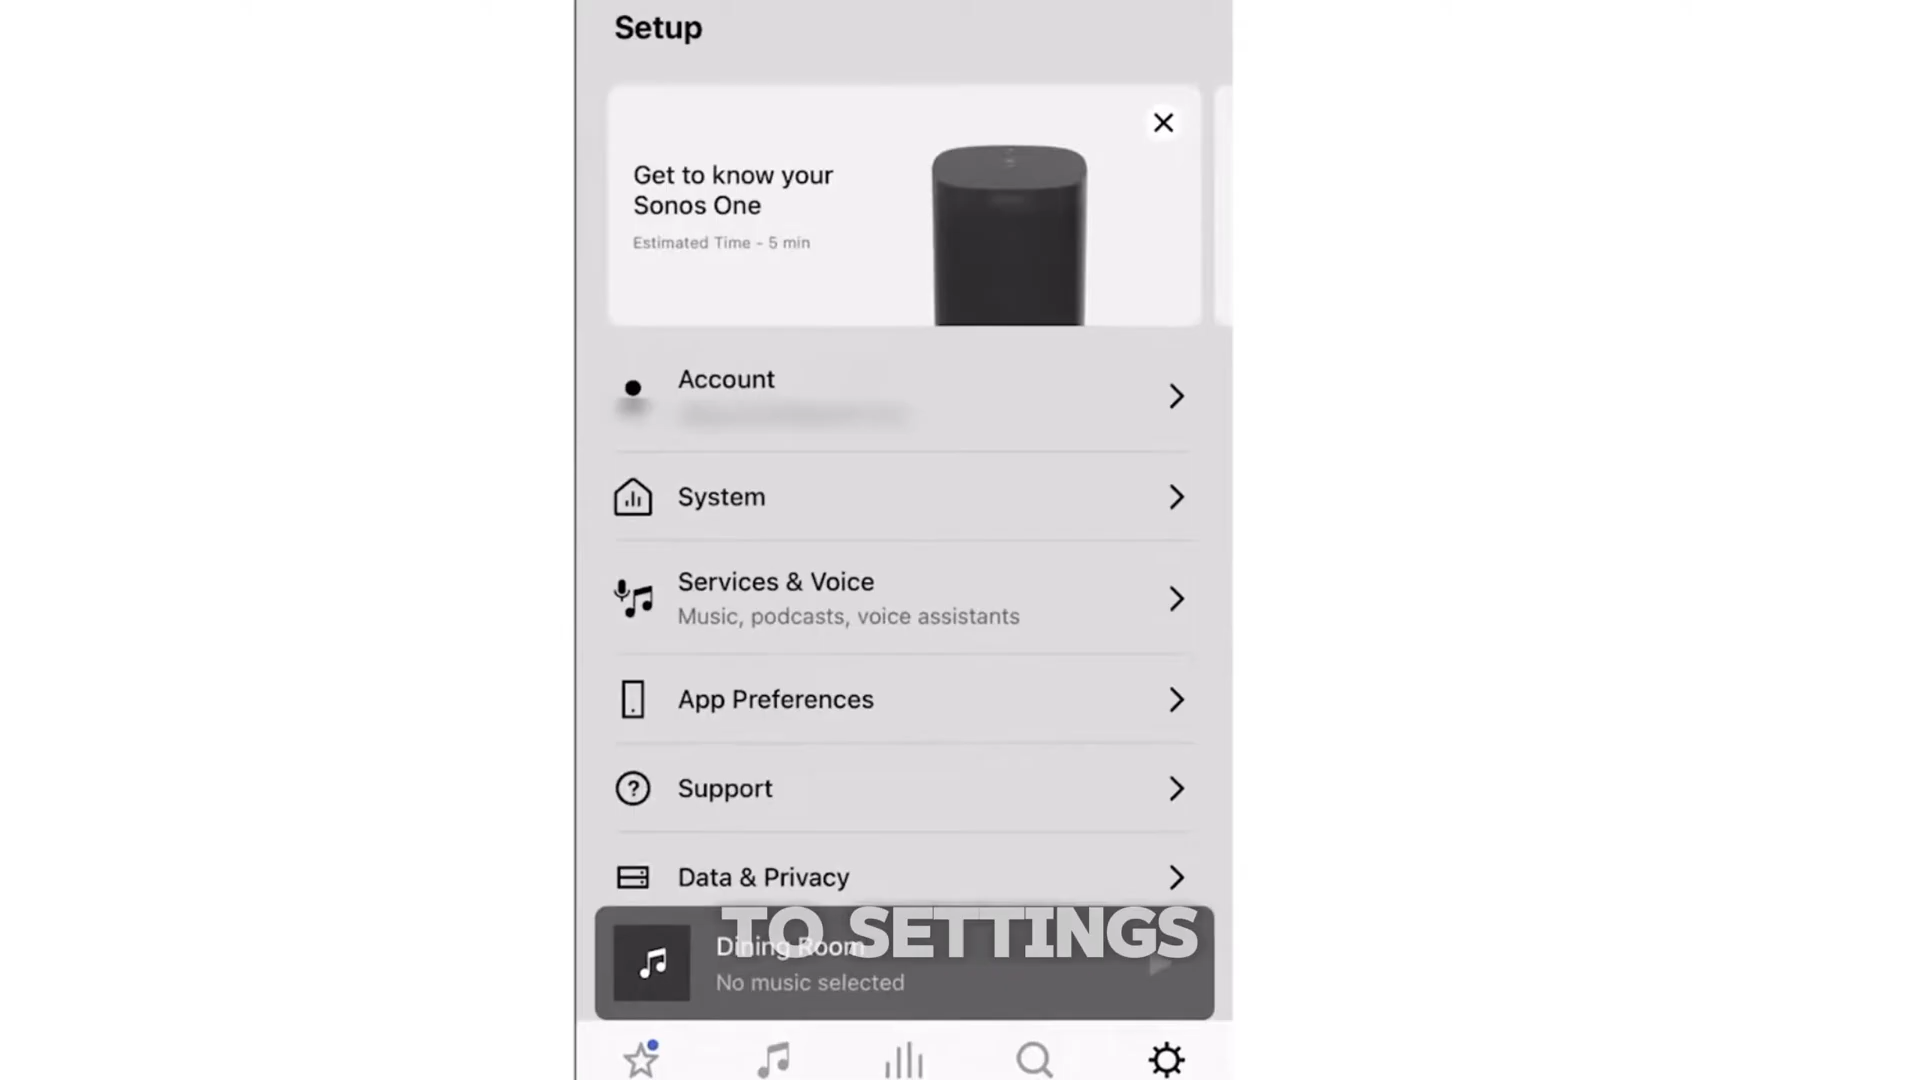 Setup
Get to know your
Sonos One
Estimated Time - 5 min
Account
System
Services & Voice
Music, podcasts, voice assistants
App Preferences
Support
Data & Privacy
TO SETTINGS
Dining Room
No music selected